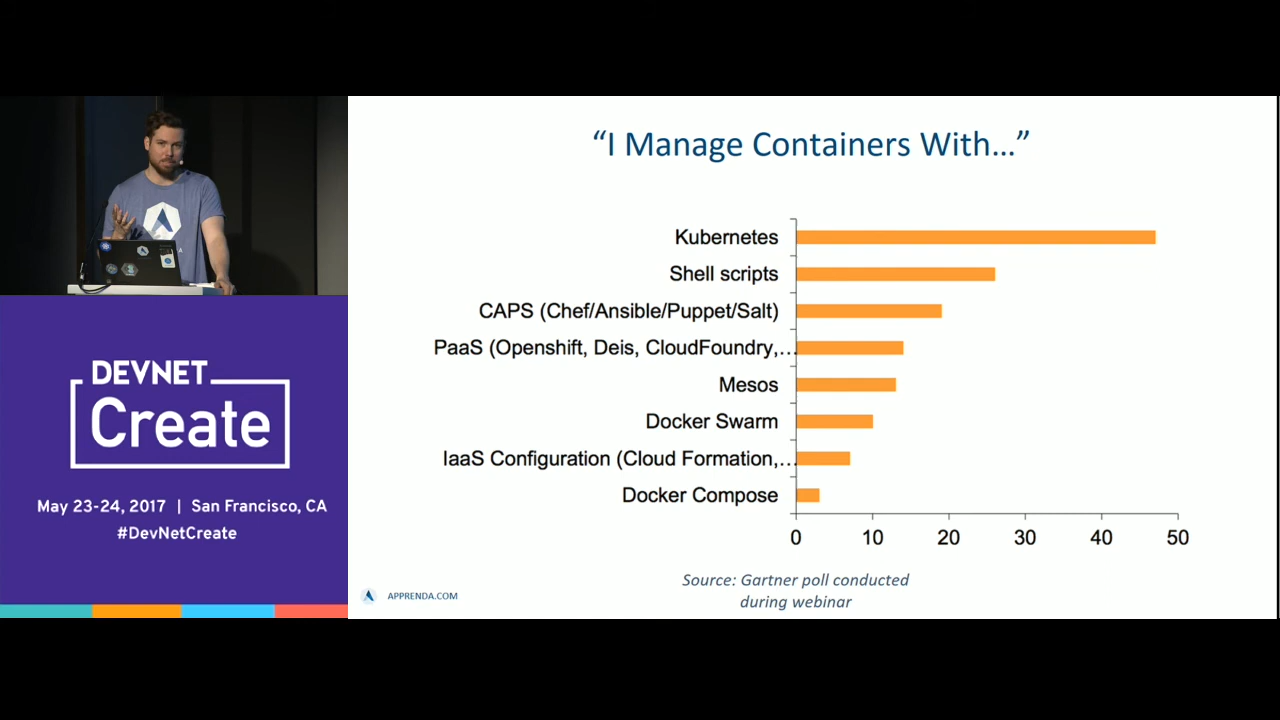 “I Manage Containers With...”
Kubernetes
Shell scripts
CAPS (Chef/Ansible/Puppet/Salt)
PaaS (Openshift, Deis, CloudFoundry,...
Mesos
Docker Swarm
IaaS Configuration (Cloud Formation,...
Docker Compose
0 10 20 30 40 50
Source: Gartner poll conducted
during webinar
APPRENDA.COM
DEVNET
Create
May 23-24, 2017 | San Francisco, CA
#DevNetCreate